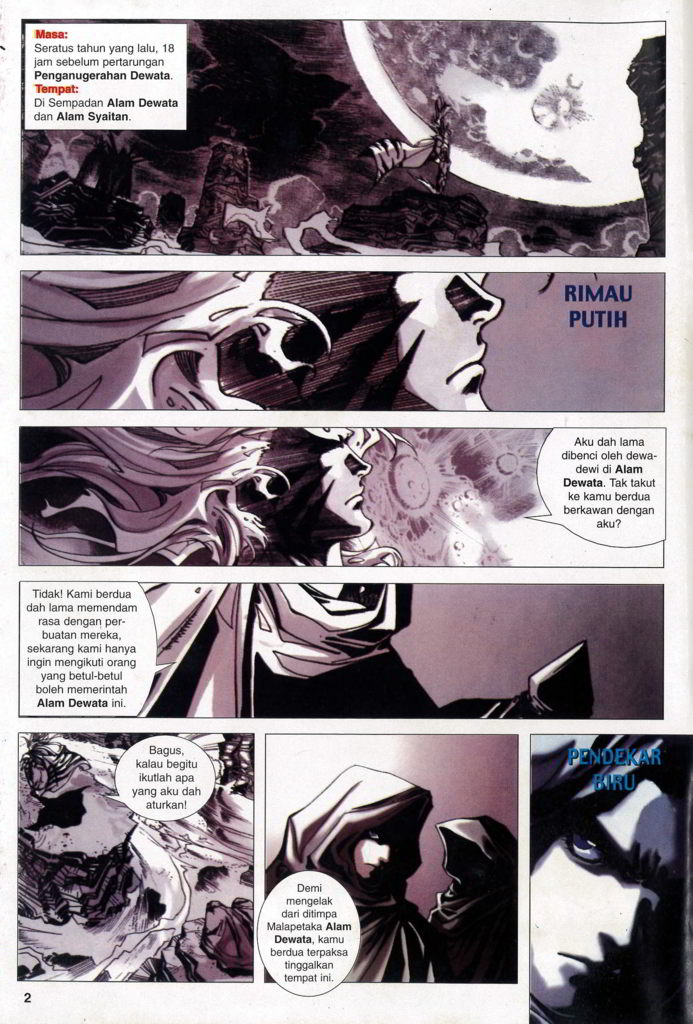 Masa:
Seratus tahun yang lalu, 18
jam sebelum pertarungan
Penganugerahan Dewata.
Tempat:
Di Sempadan Alam Dewata
dan Alam Syaitan.
RIMAU
PUTIH
Aku dah lama
dibenci oleh dewa-
dewi di Alam
Dewata. Tak takut
ke kamu berdua
berkawan dengan
aku?
Tidak! Kami berdua
dah lama memendam
rasa dengan per-
buatan mereka,
sekarang kami hanya
ingin mengikuti orang
yang betul-betul
boleh memerintah
Alam Dewata ini.
Bagus,
kalau begitu
ikutlah apa
yang aku dah
aturkan!
Demi
mengelak
dari ditimpa
Malapetaka Alam
Dewata, kamu
berdua terpaksa
tinggalkan
tempat ini.
PENDEKAR
BIRU
2